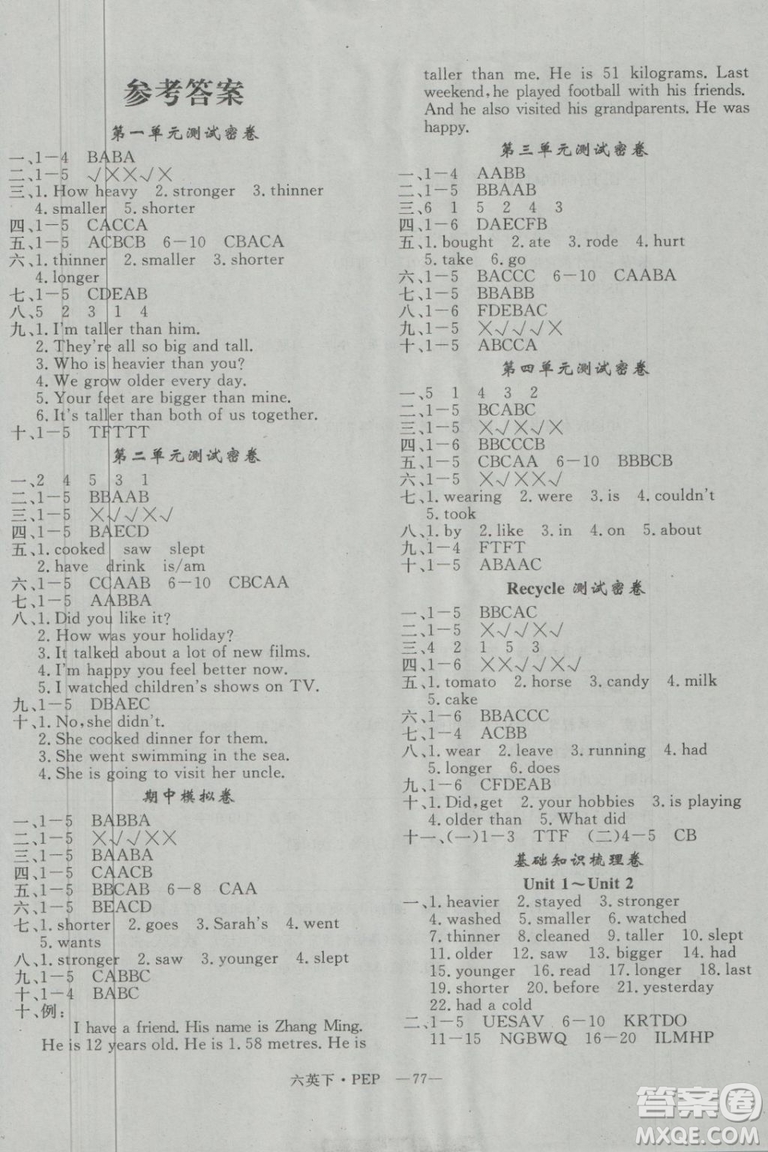 参考答案
第一单元测试密卷
一、1－4 BABA
二、1－5 √××√×
三、1. How heavy 2. stronger 3. thinner
4. smaller 5. shorter
四、1－5 CACCA
五、1－5 ACBCB 6－10 CBACA
六、1. thinner 2. smaller 3. shorter
4. longer
七、1－5 CDEAB
八、5 2 3 1 4
九、1. I'm taller than him.
2. They're all so big and tall.
3. Who is heavier than you?
4. We grow older every day.
5. Your feet are bigger than mine.
6. It's taller than both of us together.
十、1－5 TFTTT
第二单元测试密卷
一、2 4 5 3 1
二、1－5 BBAAB
三、1－5 ×√√×√
四、1－5 BAECD
五、1. cooked saw slept
2. have drink is/am
六、1－5 CCAAB 6－10 CBCAA
七、1－5 AABBA
八、1. Did you like it?
2. How was your holiday?
3. It talked about a lot of new films.
4. I'm happy you feel better now.
5. I watched children's shows on TV.
九、1－5 DBAEC
十、1. No, she didn't.
2. She cooked dinner for them.
3. She went swimming in the sea.
4. She is going to visit her uncle.
期中模拟卷
一、1－5 BABBA
二、1－5 ×√√××
三、1－5 BAABA
四、1－5 CAACB
五、1－5 BBCAB 6－8 CAA
六、1－5 BEACD
七、1. shorter 2. goes 3. Sarah's 4. went
5. wants
八、1. stronger 2. saw 3. younger 4. slept
九、1－5 CABBC
十、1－4 BABC
十、例：
I have a friend. His name is Zhang Ming.
He is 12 years old. He is 1.58 metres. He is
taller than me. He is 51 kilograms. Last
weekend, he played football with his friends.
And he also visited his grandparents. He was
happy.
第三单元测试密卷
一、1－4 AABB
二、1－5 BBAAB
三、6 1 5 2 4 3
四、1－6 DAECFB
五、1. bought 2. ate 3. rode 4. hurt
5. take 6. go
六、1－5 BACCC 6－10 CAABA
七、1－5 BBABB
八、1－6 FDEBAC
九、1－5 ×√√√×
十、1－5 ABCCA
第四单元测试密卷
一、5 1 4 3 2
二、1－5 BCABC
三、1－5 ×√√×√×
四、1－6 BBCCCB
五、1－5 CBCAA 6－10 BBBCB
六、1－5 ××√√×
七、1. wearing 2. were 3. is 4. couldn't
5. took
八、1. by 2. like 3. in 4. on 5. about
九、1－4 FTFT
十、1－5 ABAAC
Recycle 测试密卷
一、1－5 BBCAC
二、1－5 ×√√√×
三、4 2 1 5 3
四、1－6 ×√√×√√
五、1. tomato 2. horse 3. candy 4. milk
5. cake
六、1－6 BBACCC
七、1－4 ACBB
八、1. wear 2. leave 3. running 4. had
5. longer 6. does
九、1－6 CFDEAB
十、1. Did, get 2. your hobbies 3. is playing
4. older than 5. What did
十一、(一)1－3 TTF (二)4－5 CB
基础知识梳理卷
Unit 1～Unit 2
一、1. heavier 2. stayed 3. stronger
4. washed 5. smaller 6. watched
7. thinner 8. cleaned 9. taller 10. slept
11. older 12. saw 13. bigger 14. had
15. younger 16. read 17. longer 18. last
19. shorter 20. before 21. yesterday
22. had a cold
二、1－5 UESAV 6－10 KRTDO
11－15 NGBWQ 16－20 ILMHP
六英下·PEP —77—
答案圈
MXQE.COM